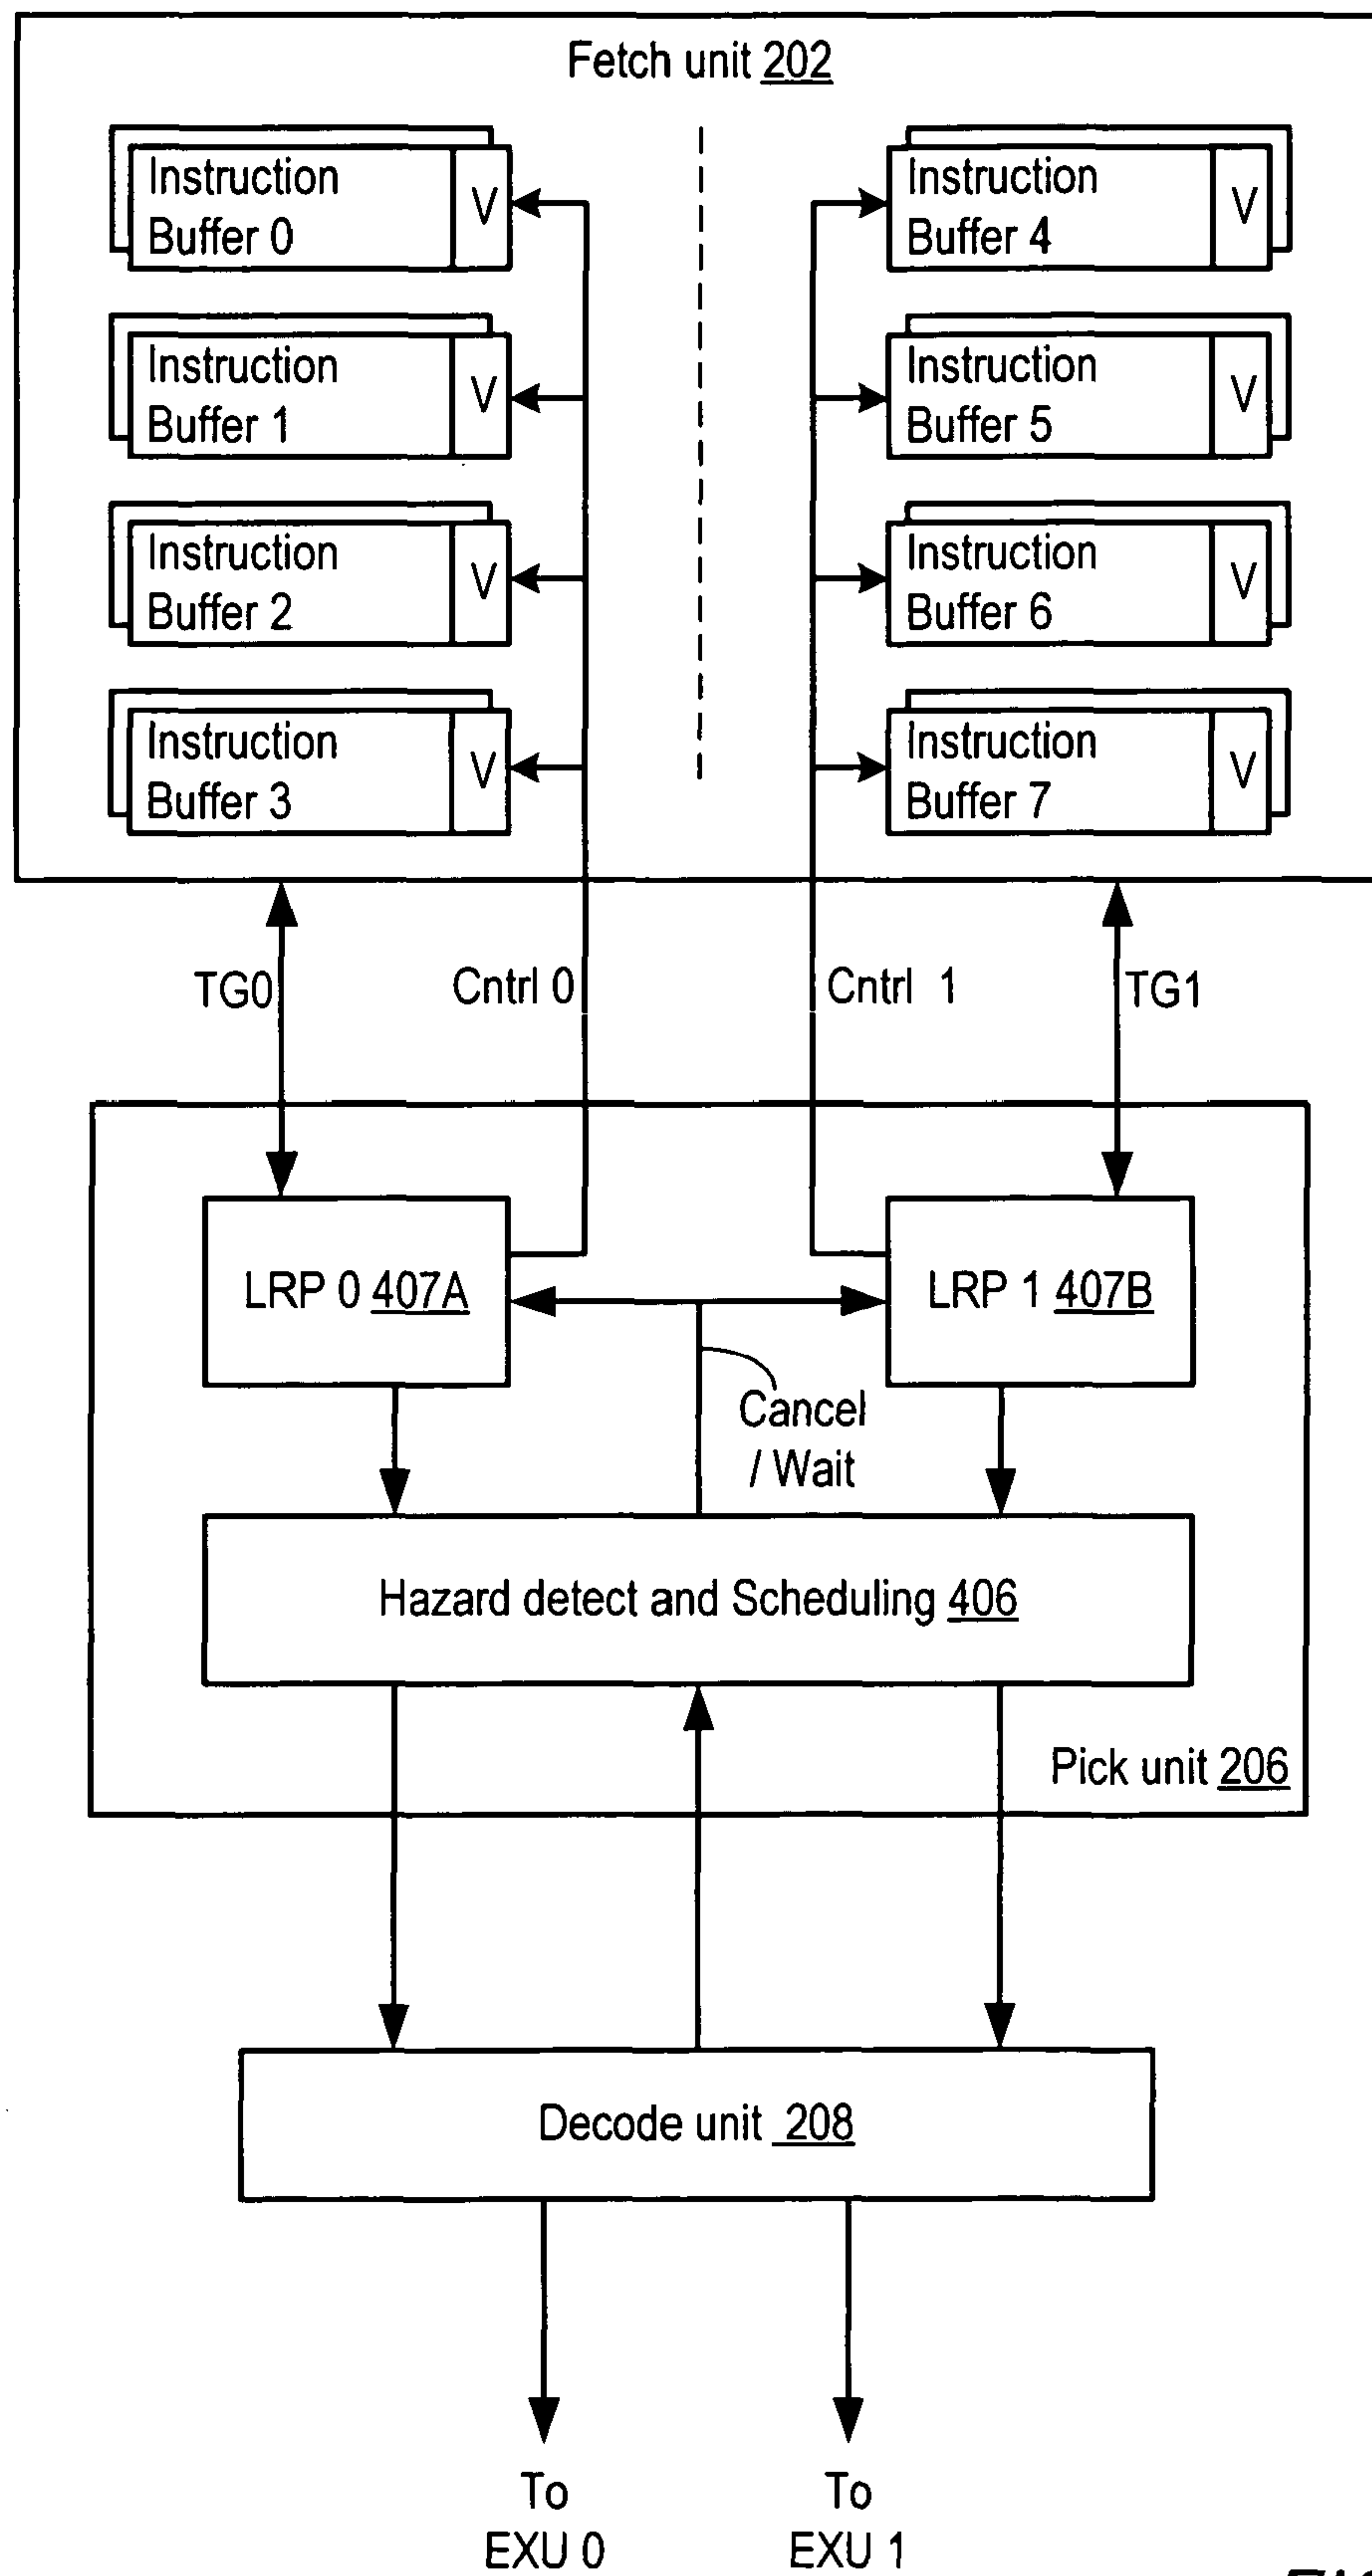 Fetch unit 202
Instruction
Buffer 0
V
Instruction
Buffer 4
V
Instruction
Buffer 1
V
Instruction
Buffer 5
V
Instruction
Buffer 2
V
Instruction
Buffer 6
V
Instruction
Buffer 3
V
Instruction
Buffer 7
V
TG0
Cntrl 0
Cntrl 1
TG1
LRP 0 407A
LRP 1 407B
Cancel
/ Wait
Hazard detect and Scheduling 406
Pick unit 206
Decode unit 208
To
EXU 0
To
EXU 1